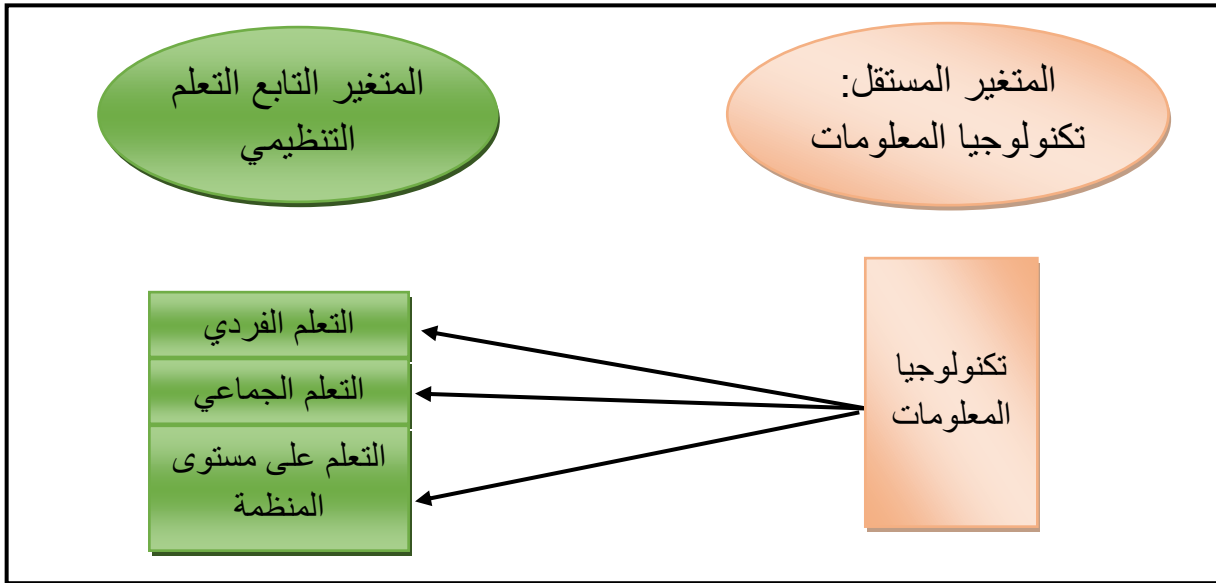 المتغير المستقل:
تكنولوجيا المعلومات
المتغير التابع التعلم
التنظيمي
تكنولوجيا
المعلومات
التعلم الفردي
التعلم الجماعي
التعلم على مستوى
المنظمة